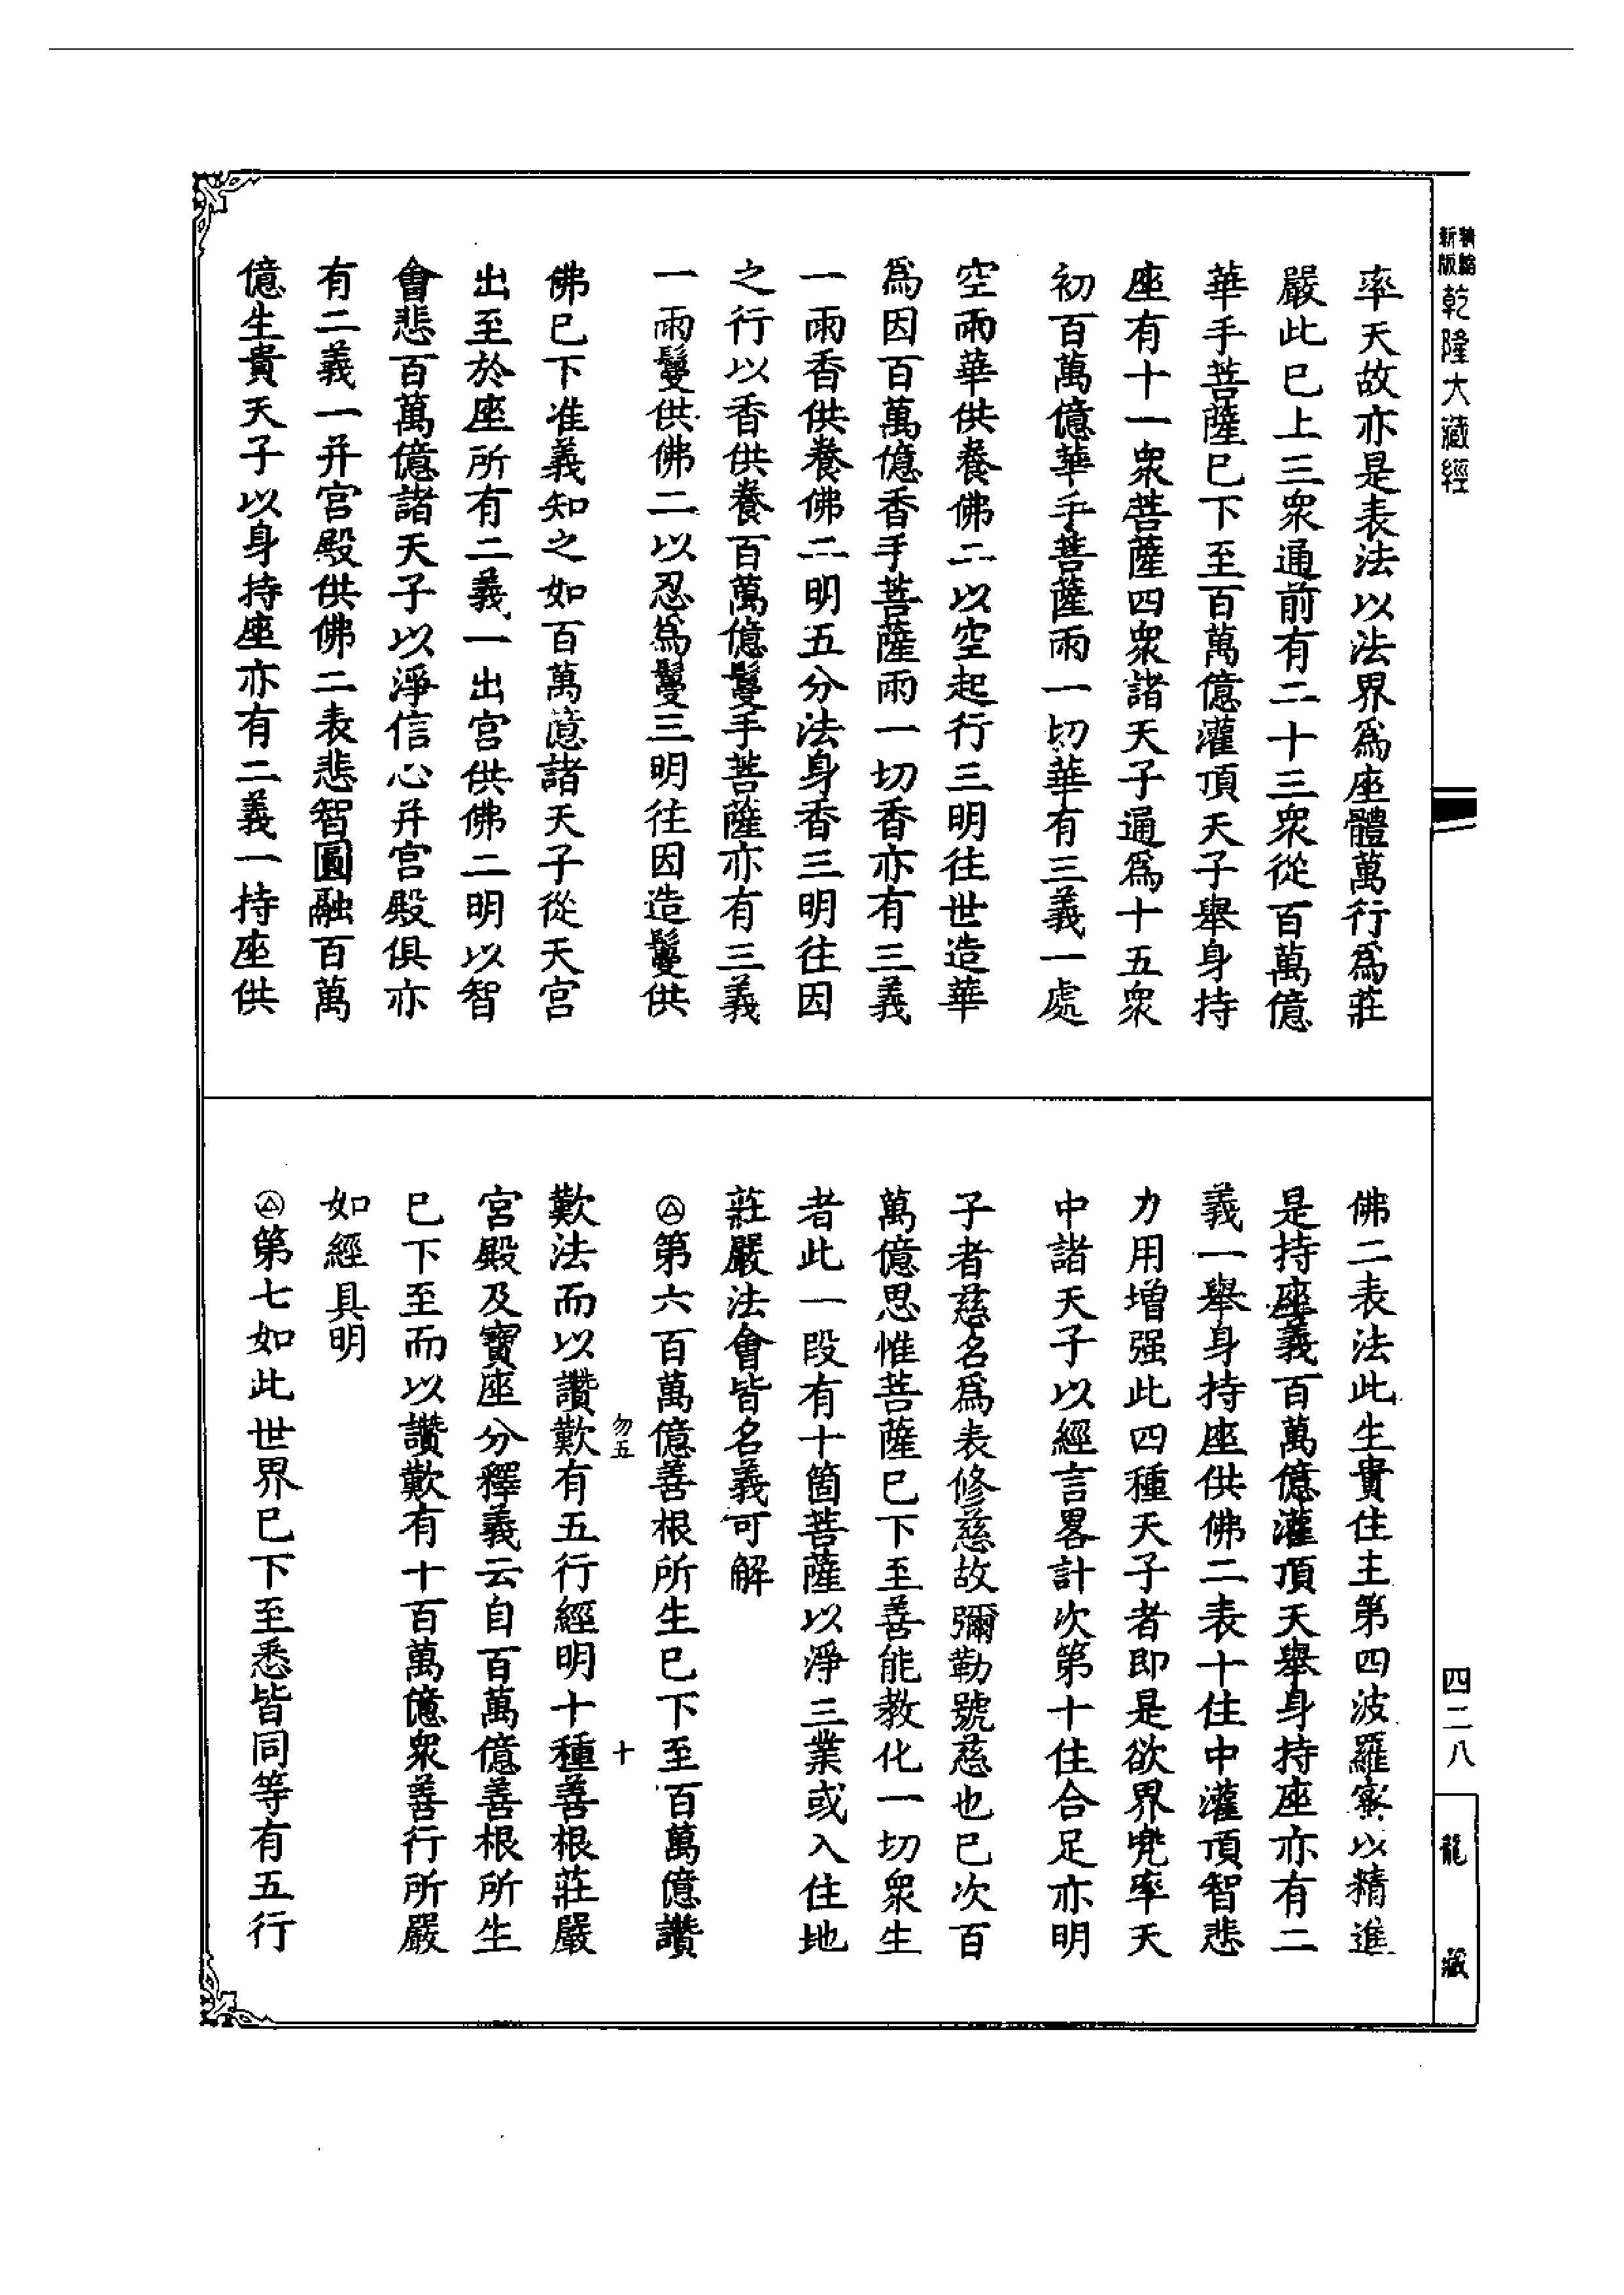 精縮
新版
乾隆大藏經
率天故亦是表法以法界爲座體萬行爲莊
嚴此巳上三衆通前有二十三衆從百萬億
華手菩薩巳下至百萬億灌頂天子舉身持
座有十一衆菩薩四衆諸天子通爲十五衆
初百萬億華手菩薩雨一切華有三義一處
空雨華供養佛二以空起行三明往世造華
爲因百萬億香手菩薩雨一切香亦有三義
一雨香供養佛二明五分法身香三明往因
之行以香供養百萬億鬘手菩薩亦有三義
一雨鬘供佛二以忍爲鬘三明往因造鬘供
佛巳下准義知之如百萬億諸天子從天宮
出至於座所有二義一出宮供佛二明以智
會悲百萬億諸天子以淨信心并宮殿俱亦
有二義一并宮殿供佛二表悲智圓融百萬
億生貴天子以身持座亦有二義一持座供
佛二表法此生貴住主第四波羅蜜以精進
是持座義百萬億灌頂天舉身持座亦有二
義一舉身持座供佛二表十住中灌頂智悲
力用增强此四種天子者即是欲界兜率天
中諸天子以經言畧計次第十住合足亦明
子者慈名爲表修慈故彌勒號慈也巳次百
萬億思惟菩薩巳下至善能教化一切衆生
者此一段有十箇菩薩以淨三業或入住地
莊嚴法會皆名義可解
㊂第六百萬億善根所生巳下至百萬億讚
勿五
十
歎法而以讚歎有五行經明十種善根莊嚴
宮殿及寶座分釋義云自百萬億善根所生
巳下至而以讚歎有十百萬億衆善行所嚴
如經具明
第七如此世界巳下至悉皆同等有五行
四二八
龍藏